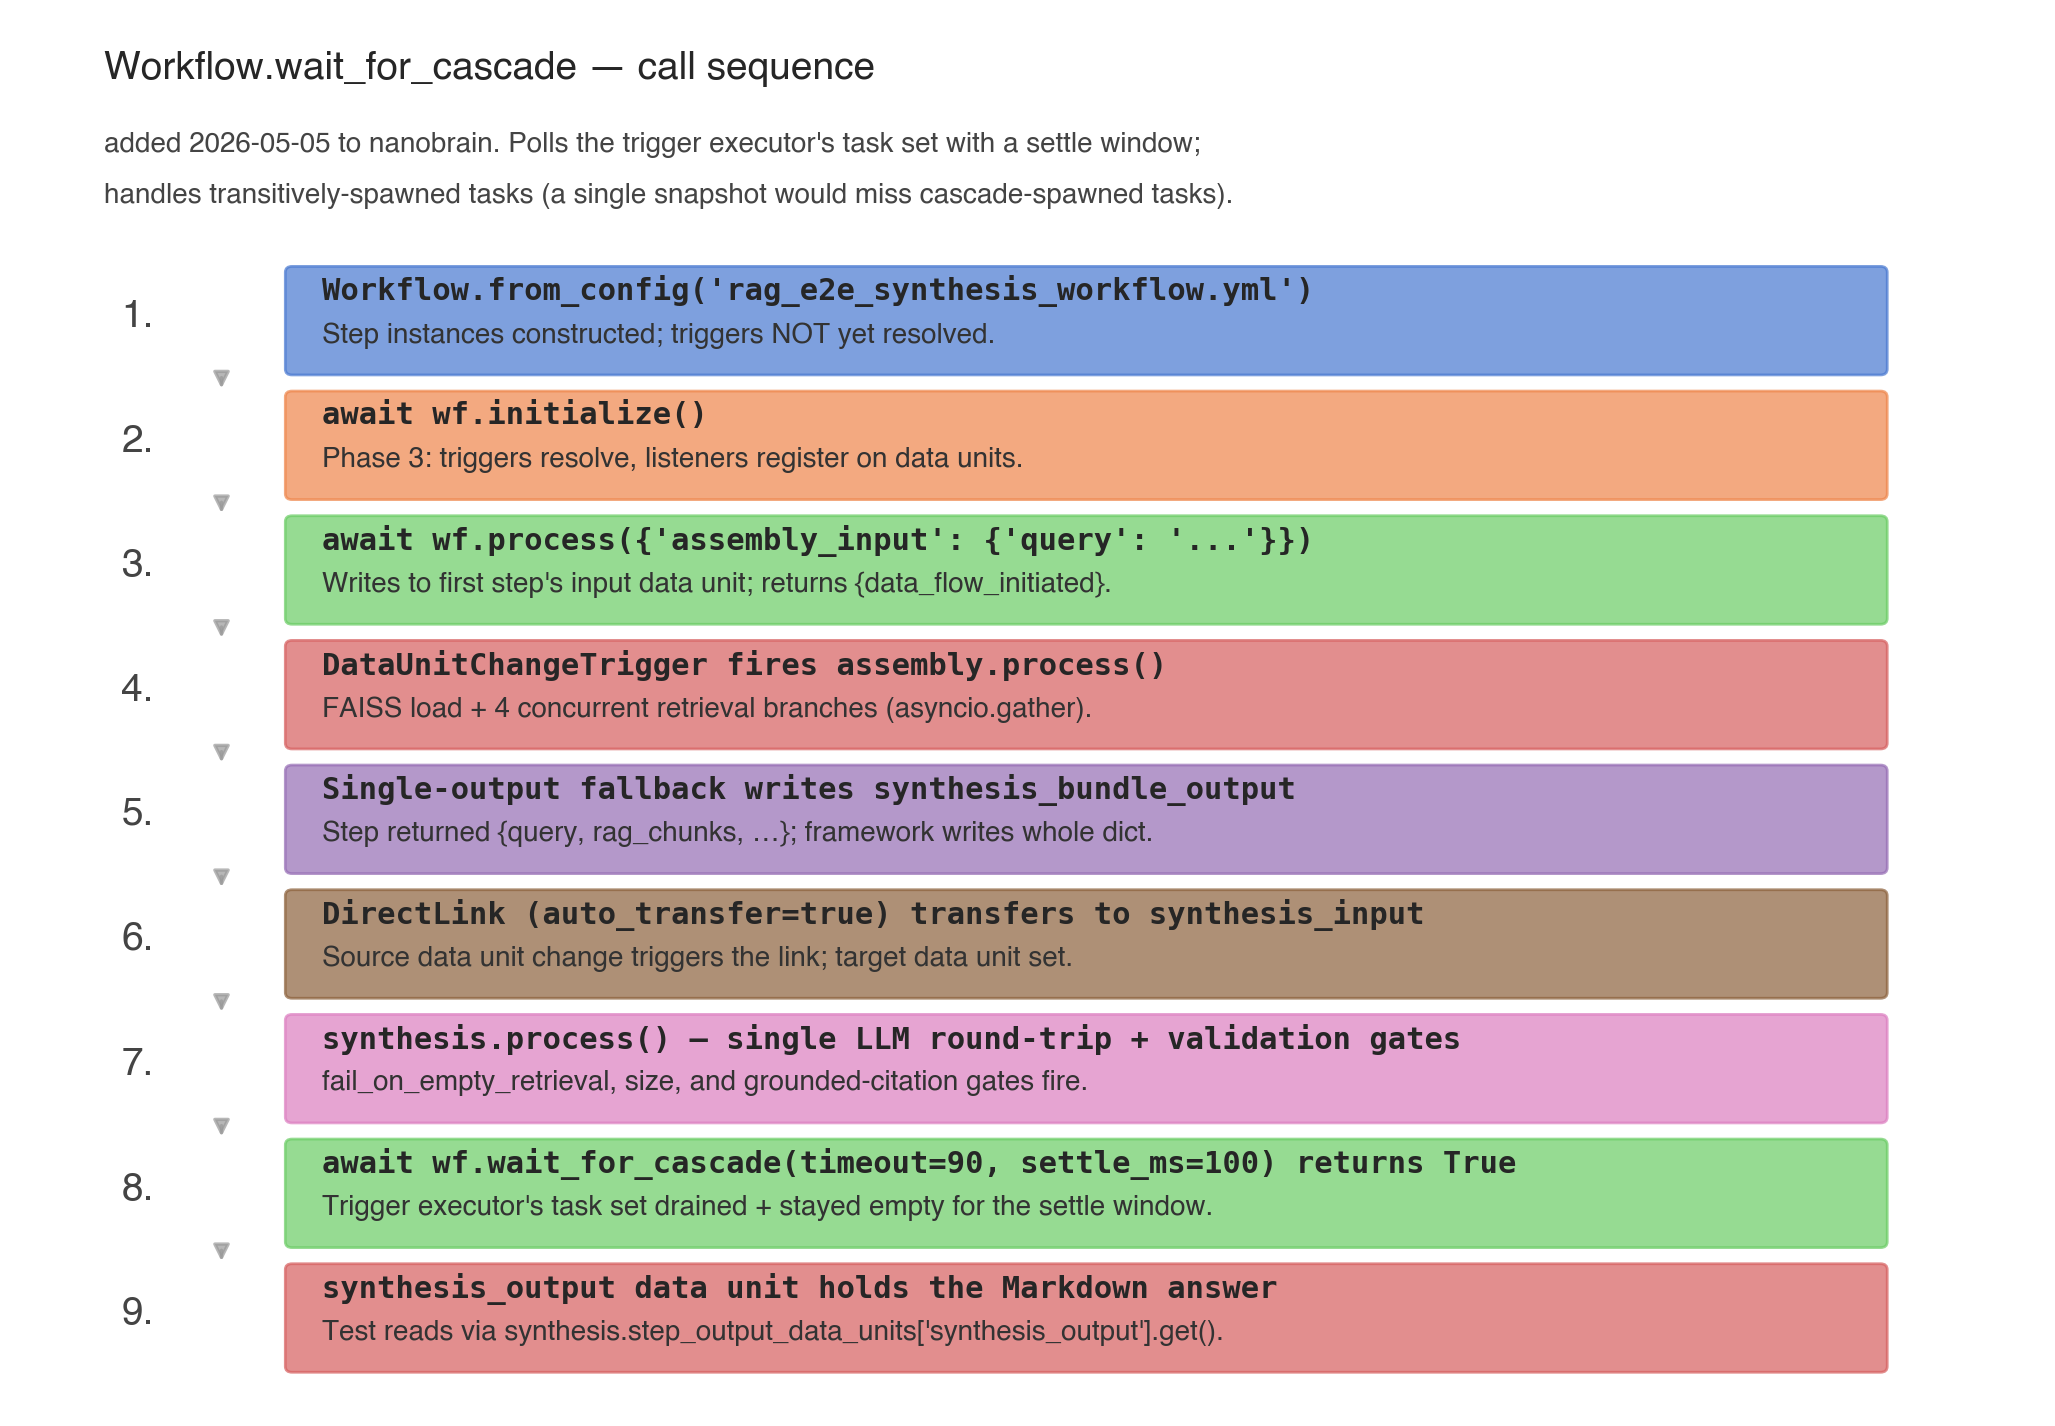 Workflow.wait_for_cascade — call sequence
added 2026-05-05 to nanobrain. Polls the trigger executor's task set with a settle window;
handles transitively-spawned tasks (a single snapshot would miss cascade-spawned tasks).
1.
Workflow.from_config('rag_e2e_synthesis_workflow.yml')
Step instances constructed; triggers NOT yet resolved.
2.
await wf.initialize()
Phase 3: triggers resolve, listeners register on data units.
3.
await wf.process({'assembly_input': {'query': '...'}})
Writes to first step's input data unit; returns {data_flow_initiated}.
4.
DataUnitChangeTrigger fires assembly.process()
FAISS load + 4 concurrent retrieval branches (asyncio.gather).
5.
Single-output fallback writes synthesis_bundle_output
Step returned {query, rag_chunks, …}; framework writes whole dict.
6.
DirectLink (auto_transfer=true) transfers to synthesis_input
Source data unit change triggers the link; target data unit set.
7.
synthesis.process() — single LLM round-trip + validation gates
fail_on_empty_retrieval, size, and grounded-citation gates fire.
8.
await wf.wait_for_cascade(timeout=90, settle_ms=100) returns True
Trigger executor's task set drained + stayed empty for the settle window.
9.
synthesis_output data unit holds the Markdown answer
Test reads via synthesis.step_output_data_units['synthesis_output'].get().